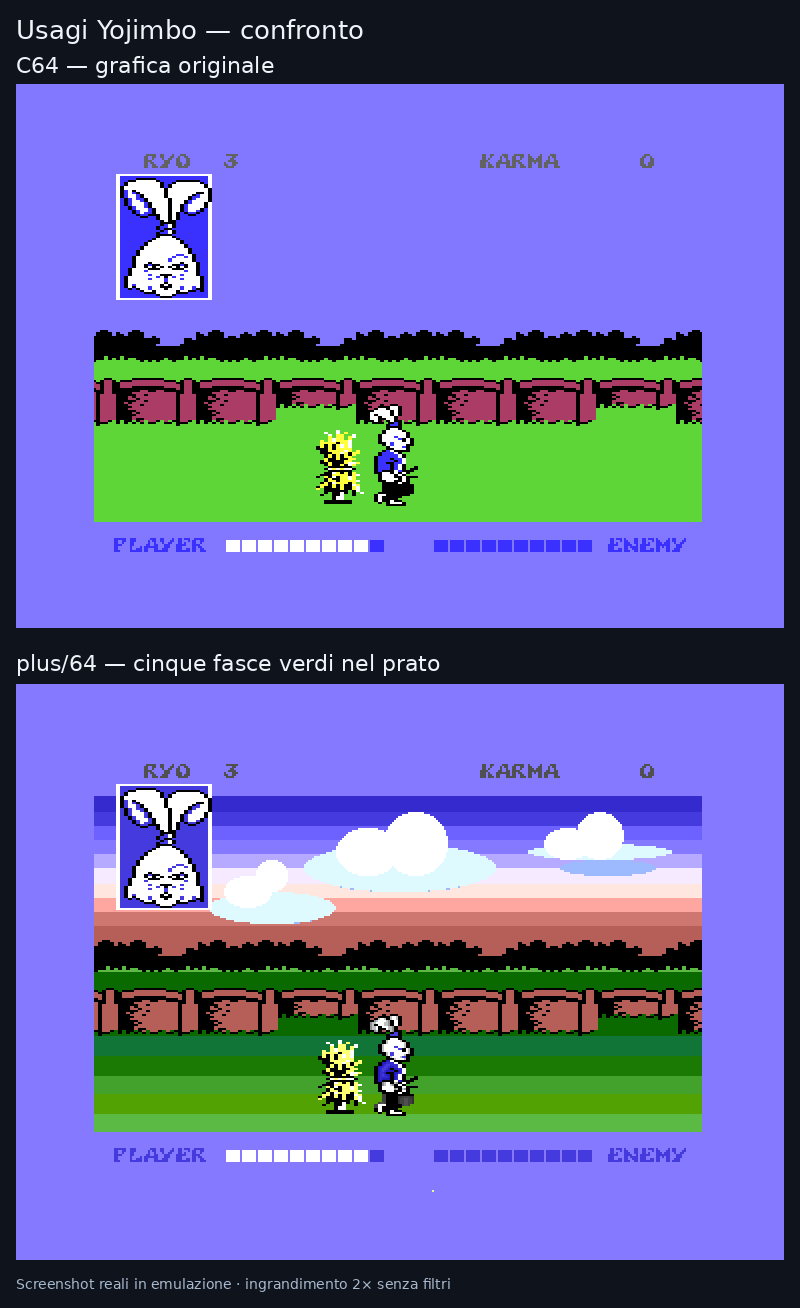 Usagi Yojimbo — confronto
C64 — grafica originale
RYO 3 KARMA 0
PLAYER ENEMY
plus/64 — cinque fasce verdi nel prato
RYO 3 KARMA 0
PLAYER ENEMY
Screenshot reali in emulazione · ingrandimento 2× senza filtri